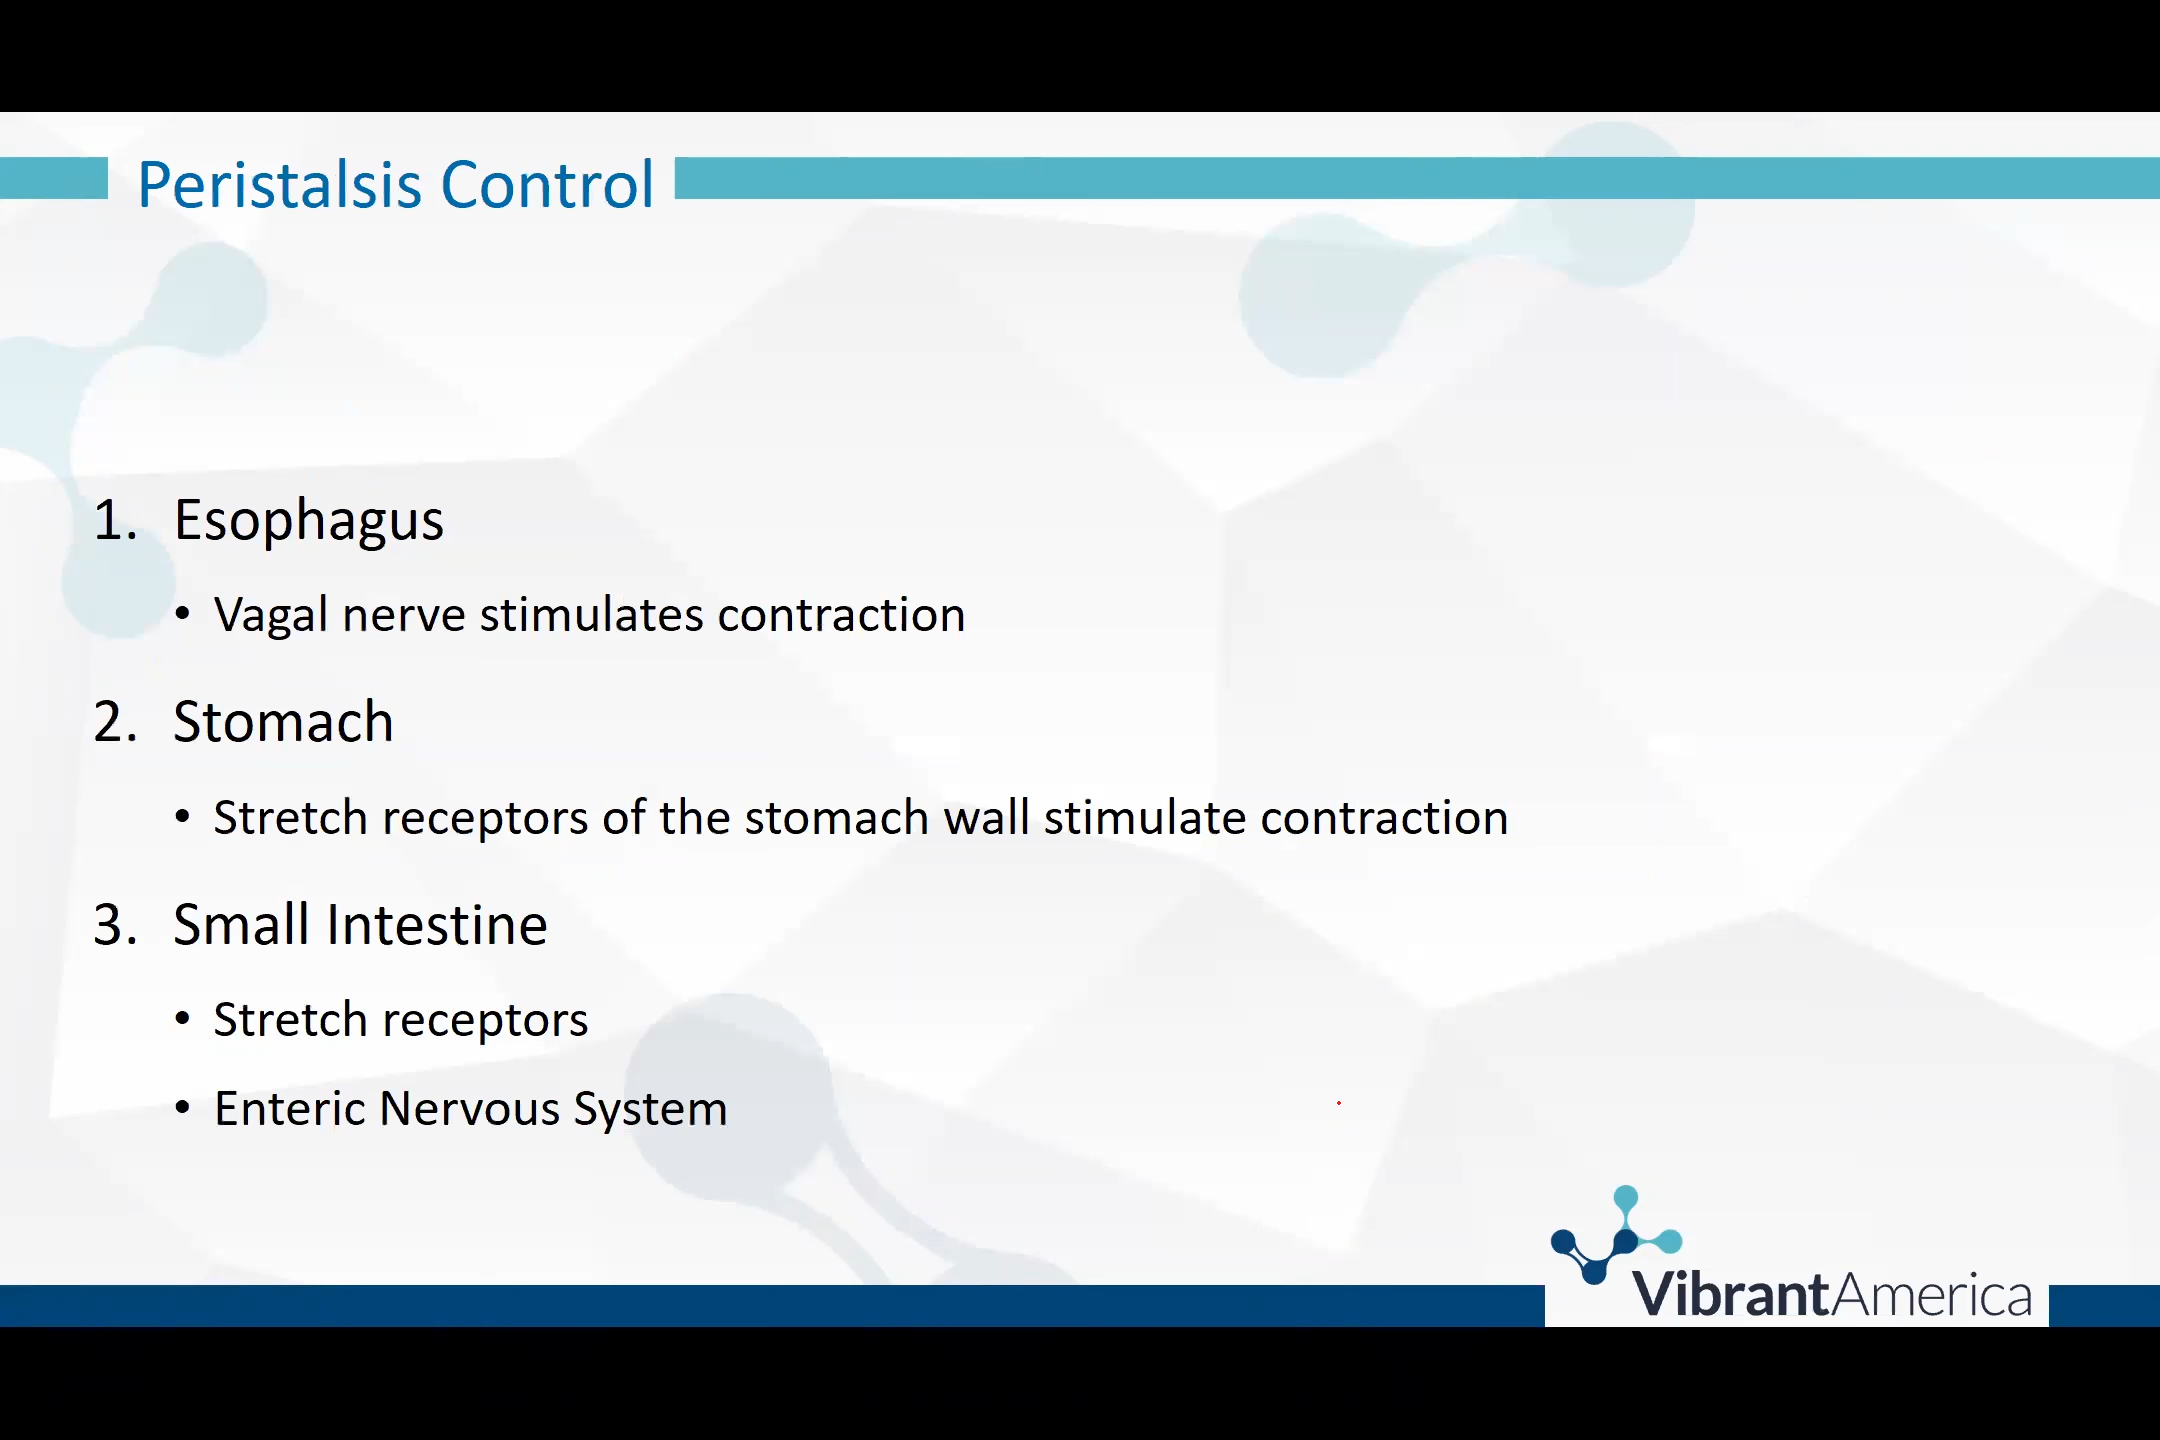 Peristalsis Control
1. Esophagus
• Vagal nerve stimulates contraction
2. Stomach
• Stretch receptors of the stomach wall stimulate contraction
3. Small Intestine
• Stretch receptors
• Enteric Nervous System
VibrantAmerica